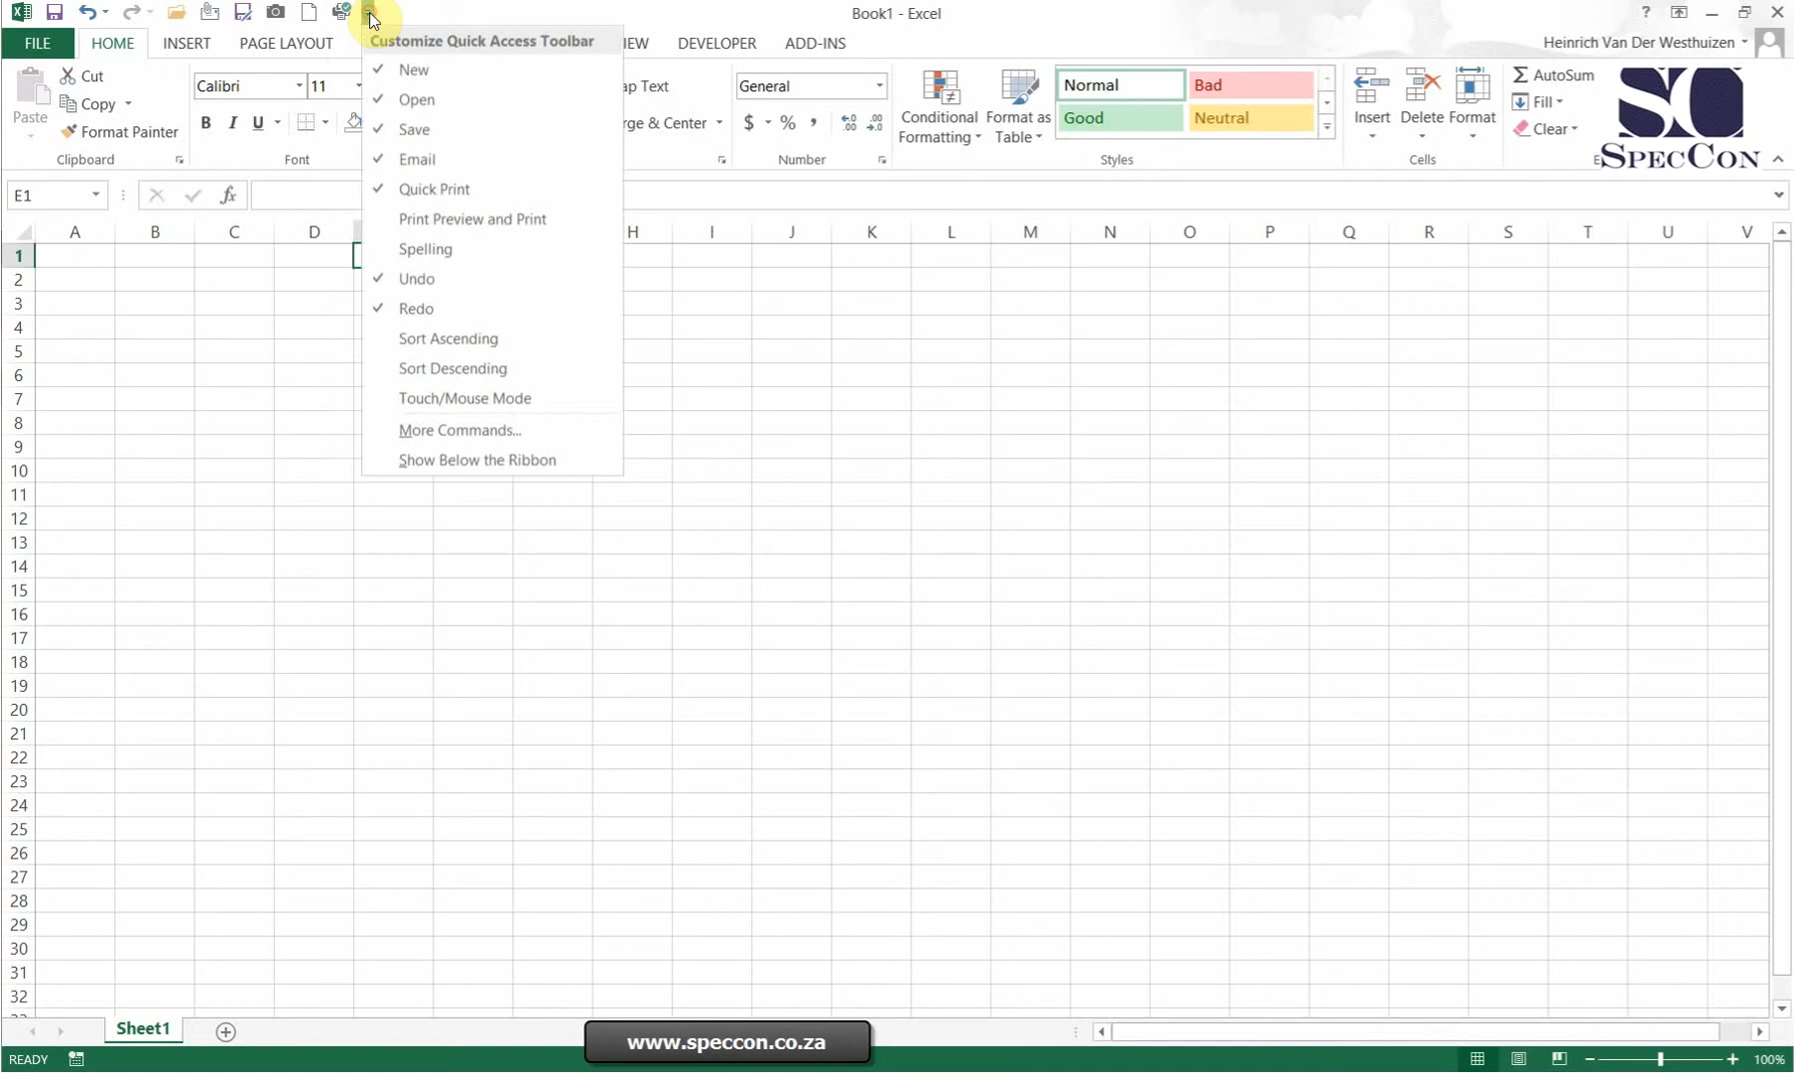 Book1 - Excel
?
FILE
HOME
INSERT
PAGE LAYOUT
IEW
DEVELOPER
ADD-INS
Heinrich Van Der Westhuizen
Customize Quick Access Toolbar
New
Open
Save
Email
Quick Print
Print Preview and Print
Spelling
Undo
Redo
Sort Ascending
Sort Descending
Touch/Mouse Mode
More Commands...
Show Below the Ribbon
Paste
Cut
Copy
Format Painter
Clipboard
Calibri
11
B I U
Font
ap Text
rge & Center
General
$ % ,
Number
Conditional
Formatting
Format as
Table
Normal
Bad
Good
Neutral
Styles
Insert
Delete
Format
Cells
AutoSum
Fill
Clear
E
SC
SPECCON
E1
fx
A B C D H I J K L M N O P Q R S T U V
1
2
3
4
5
6
7
8
9
10
11
12
13
14
15
16
17
18
19
20
21
22
23
24
25
26
27
28
29
30
31
32
Sheet1
www.speccon.co.za
READY
100%